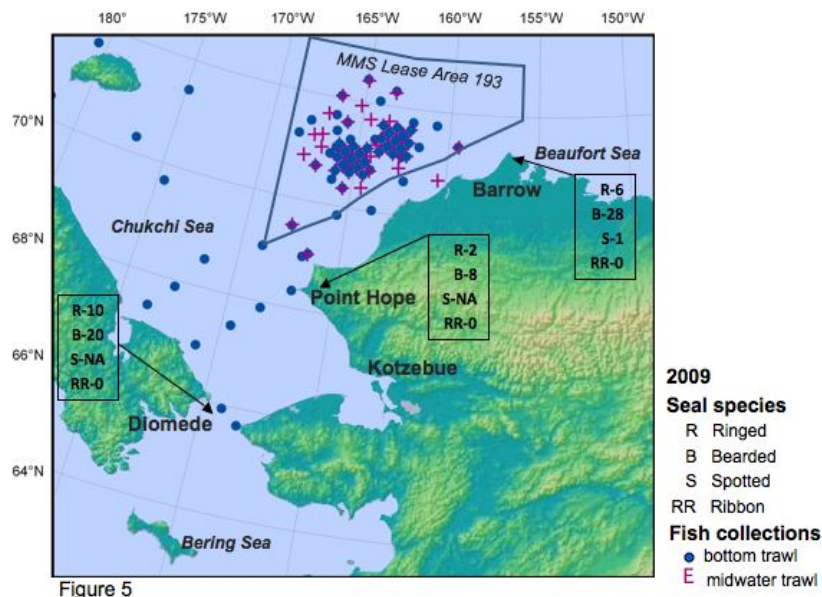 180° 175°W 170°W 165°W 160°W 155°W 150°W
MMS Lease Area 193
70°N
Beaufort Sea
Barrow
R-6
B-28
S-1
RR-0
Chukchi Sea
68°N
R-2
B-8
S-NA
RR-0
Point Hope
R-10
B-20
S-NA
RR-0
66°N
Kotzebue
Diomede
64°N
Bering Sea
2009
Seal species
R Ringed
B Bearded
S Spotted
RR Ribbon
Fish collections
bottom trawl
E midwater trawl
Figure 5